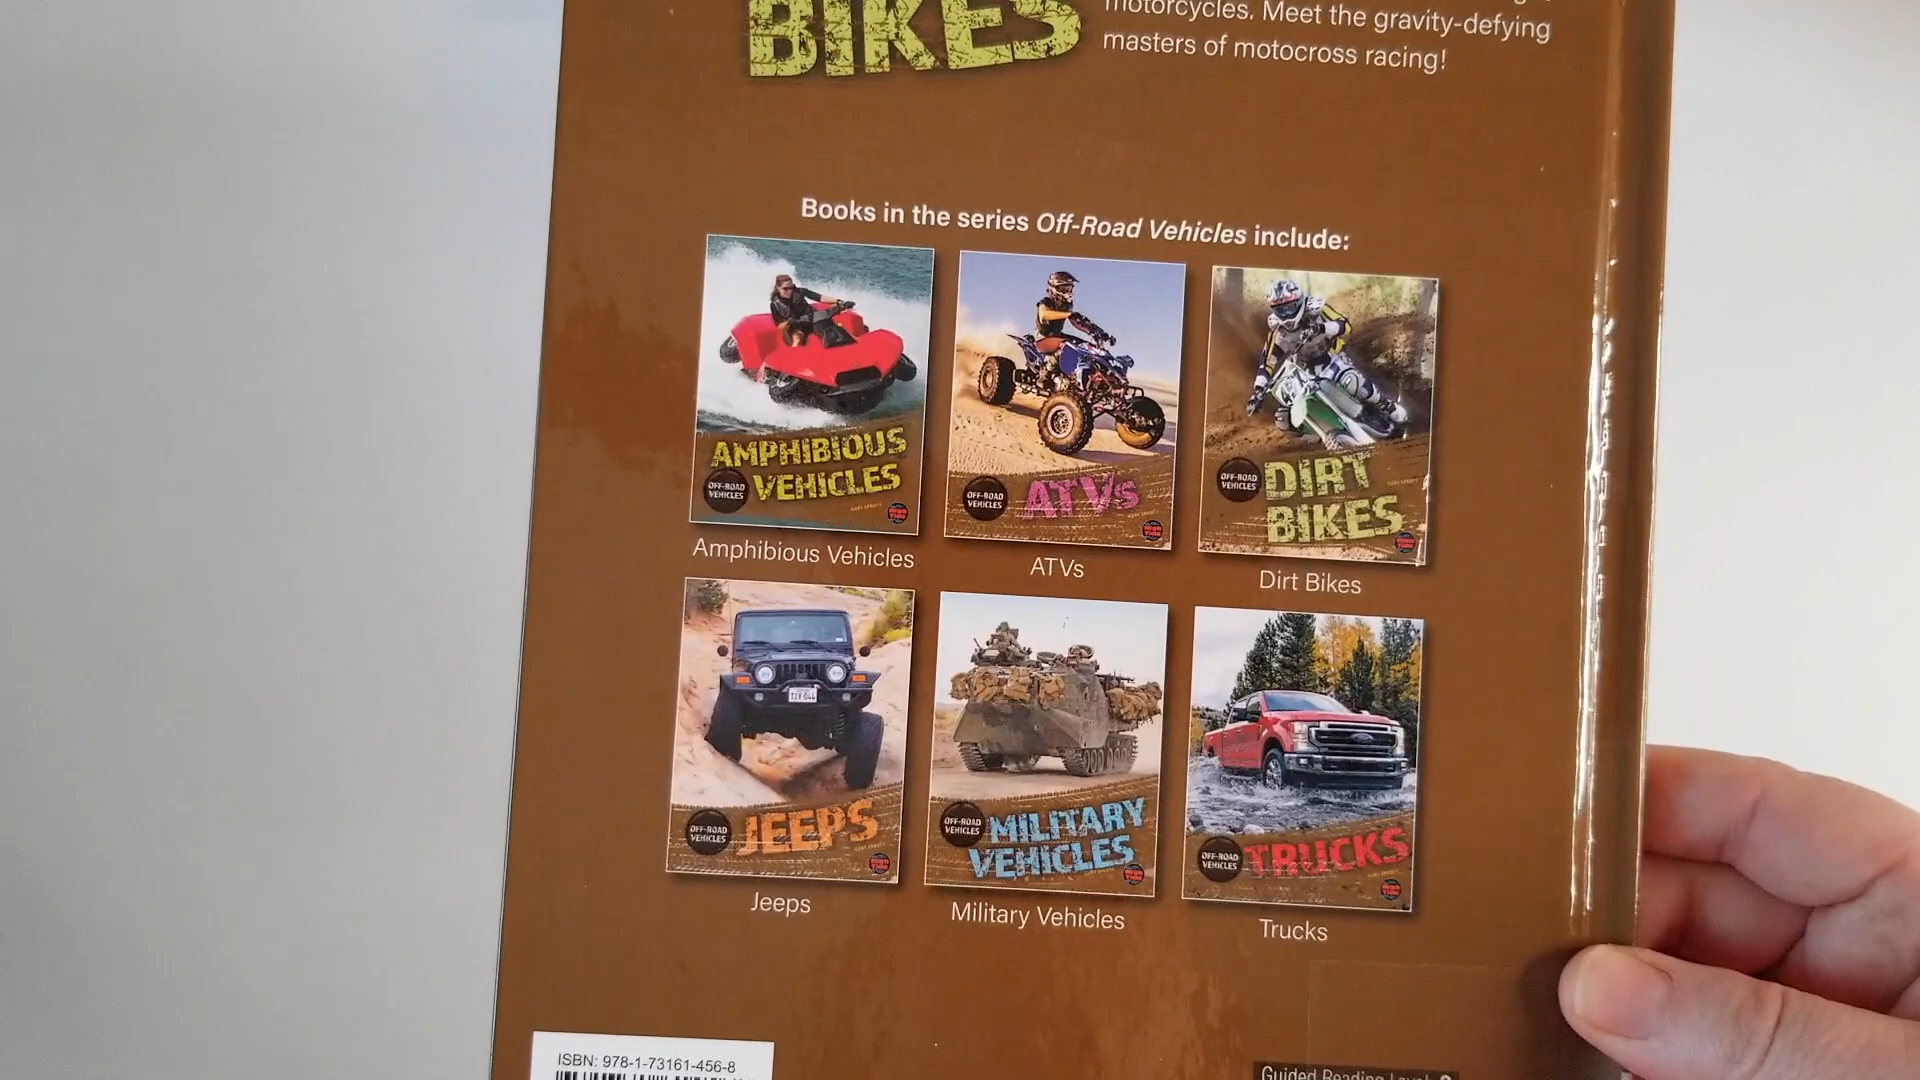 BIKES
motorcycles. Meet the gravity-defying
masters of motocross racing!
Books in the series Off-Road Vehicles include:
AMPHIBIOUS
VEHICLES
OFF-ROAD
VEHICLES
Amphibious Vehicles
ATVs
OFF-ROAD
VEHICLES
ATVs
DIRT
BIKES
OFF-ROAD
VEHICLES
Dirt Bikes
JEEPS
OFF-ROAD
VEHICLES
Jeeps
MILITARY
VEHICLES
OFF-ROAD
VEHICLES
Military Vehicles
TRUCKS
OFF-ROAD
VEHICLES
Trucks
ISBN: 978-1-73161-456-8
Guided Reading Level: